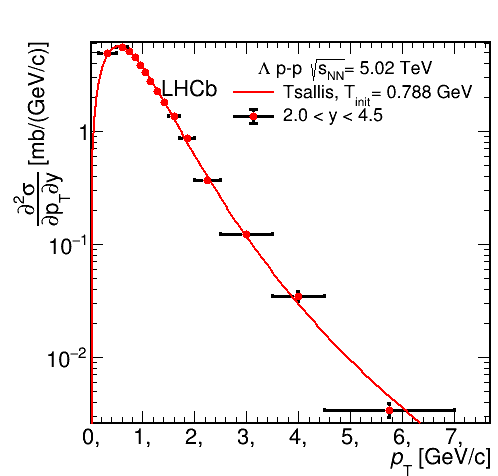 Λ p-p √s_NN = 5.02 TeV
LHCb
Tsallis, T_init = 0.788 GeV
2.0 < y < 4.5
∂²σ/∂p_T∂y [mb/(GeV/c)]
1
10⁻¹
10⁻²
0, 1, 2, 3, 4, 5, 6, 7,
p_T [GeV/c]